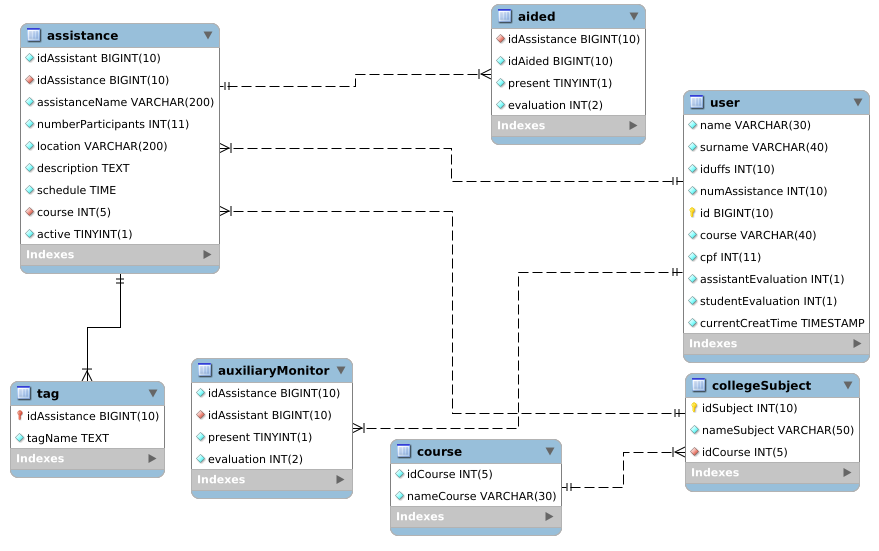 assistance
idAssistant BIGINT(10)
idAssistance BIGINT(10)
assistanceName VARCHAR(200)
numberParticipants INT(11)
location VARCHAR(200)
description TEXT
schedule TIME
course INT(5)
active TINYINT(1)
Indexes
aided
idAssistance BIGINT(10)
idAided BIGINT(10)
present TINYINT(1)
evaluation INT(2)
Indexes
user
name VARCHAR(30)
surname VARCHAR(40)
iduffs INT(10)
numAssistance INT(10)
id BIGINT(10)
course VARCHAR(40)
cpf INT(11)
assistantEvaluation INT(1)
studentEvaluation INT(1)
currentCreatTime TIMESTAMP
Indexes
tag
idAssistance BIGINT(10)
tagName TEXT
Indexes
auxiliaryMonitor
idAssistance BIGINT(10)
idAssistant BIGINT(10)
present TINYINT(1)
evaluation INT(2)
Indexes
course
idCourse INT(5)
nameCourse VARCHAR(30)
Indexes
collegeSubject
idSubject INT(10)
nameSubject VARCHAR(50)
idCourse INT(5)
Indexes